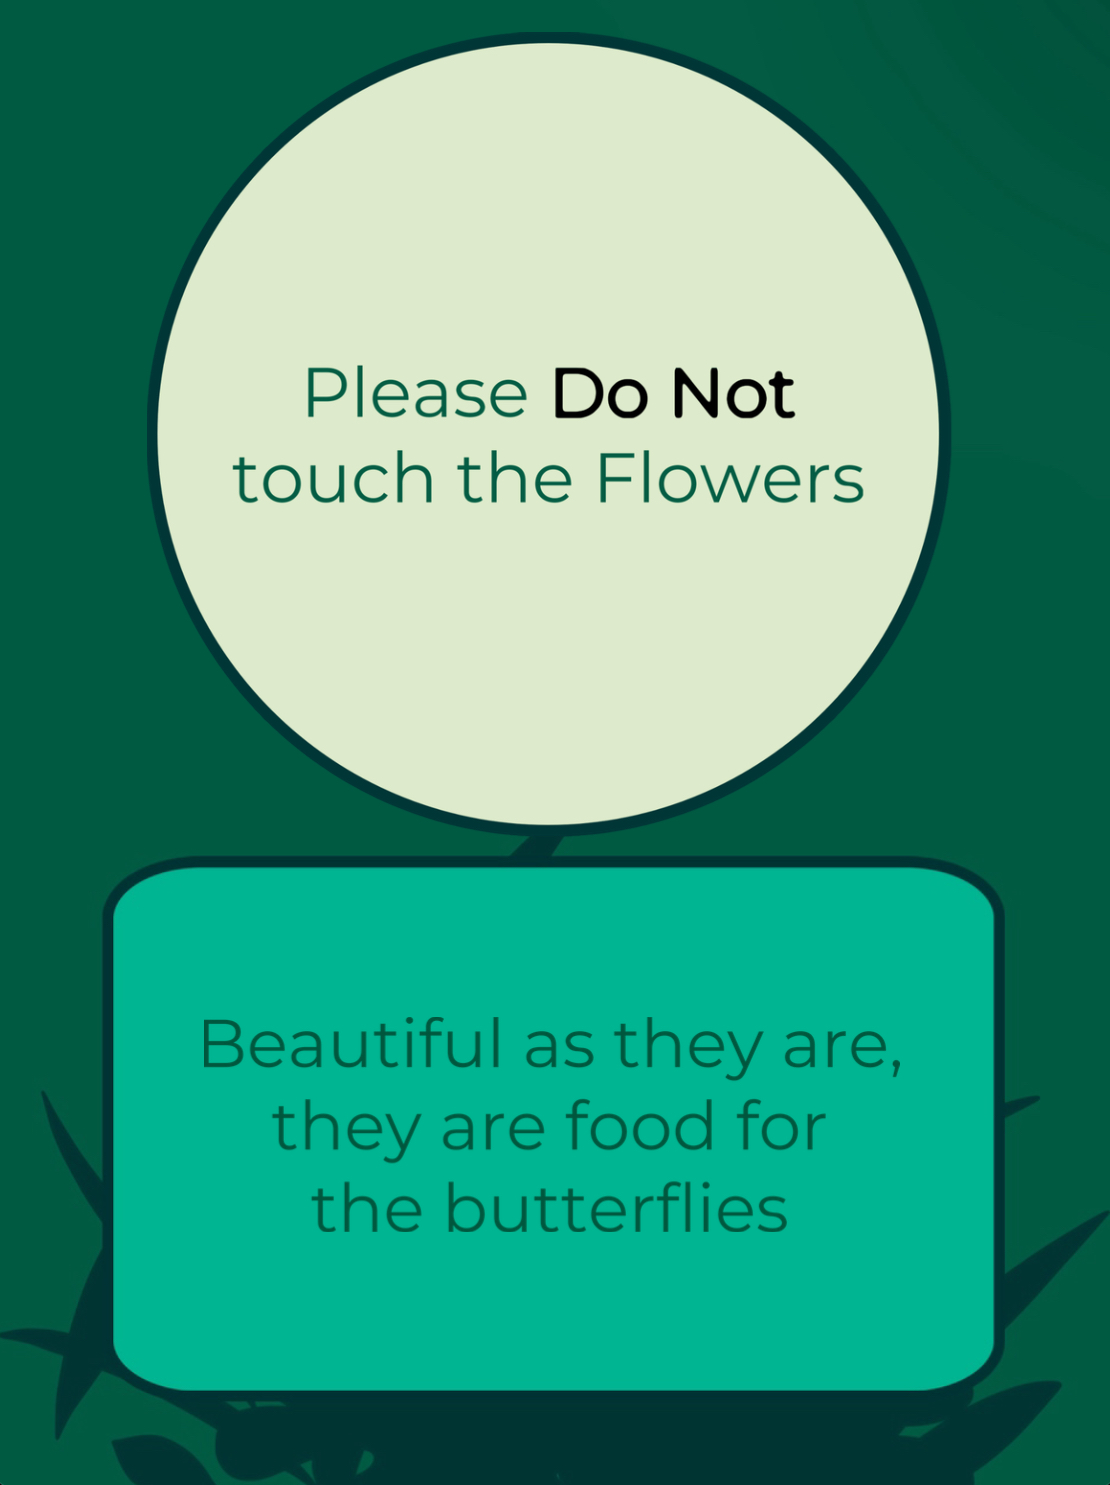 Please Do Not
touch the Flowers
Beautiful as they are,
they are food for
the butterflies